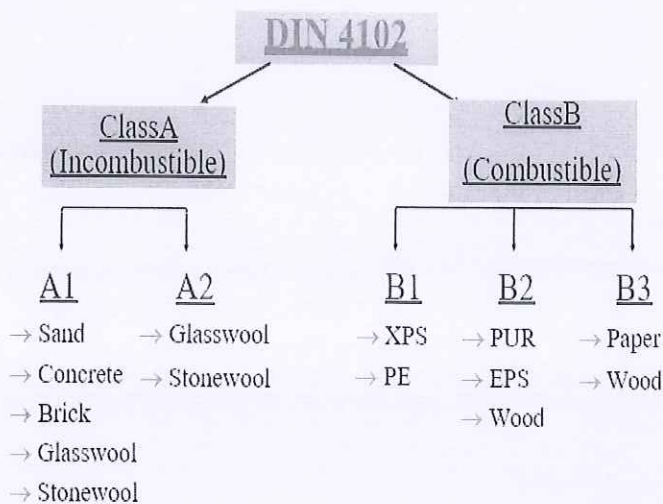 DIN 4102
ClassA
(Incombustible)
ClassB
(Combustible)
A1
→ Sand
→ Concrete
→ Brick
→ Glasswool
→ Stonewool
A2
→ Glasswool
→ Stonewool
B1
→ XPS
→ PE
B2
→ PUR
→ EPS
→ Wood
B3
→ Paper
→ Wood